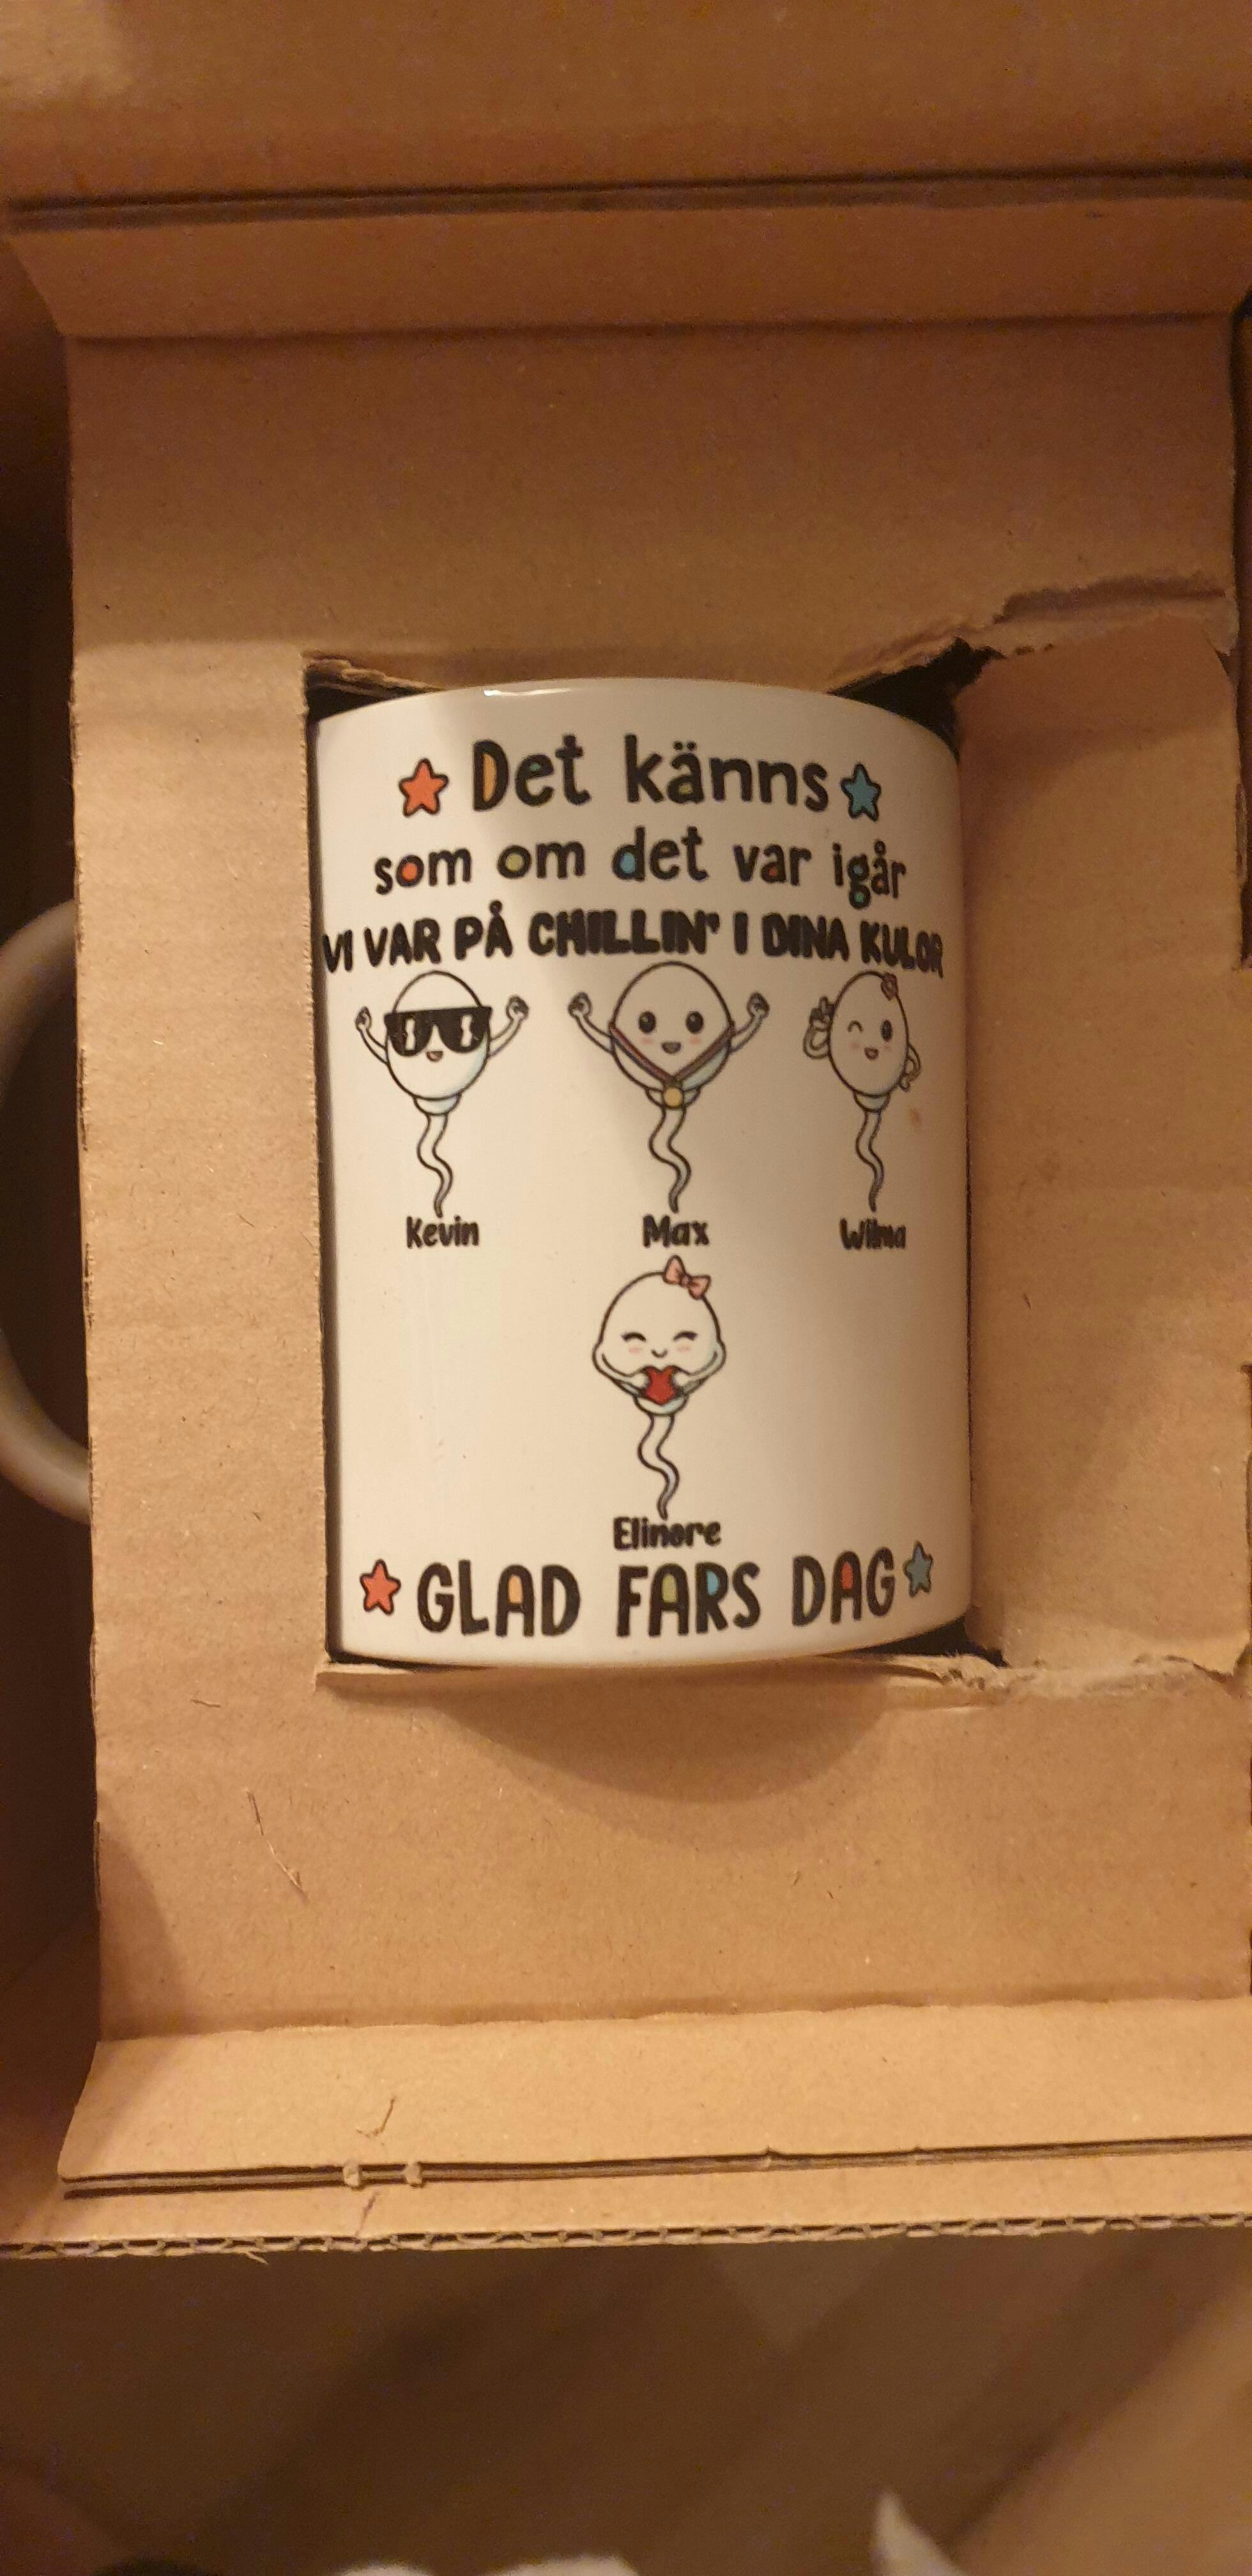 Det känns
som om det var igår
VI VAR PÅ CHILLIN' I DINA KULOR
Kevin Max Wilma
Elinore
GLAD FARS DAG